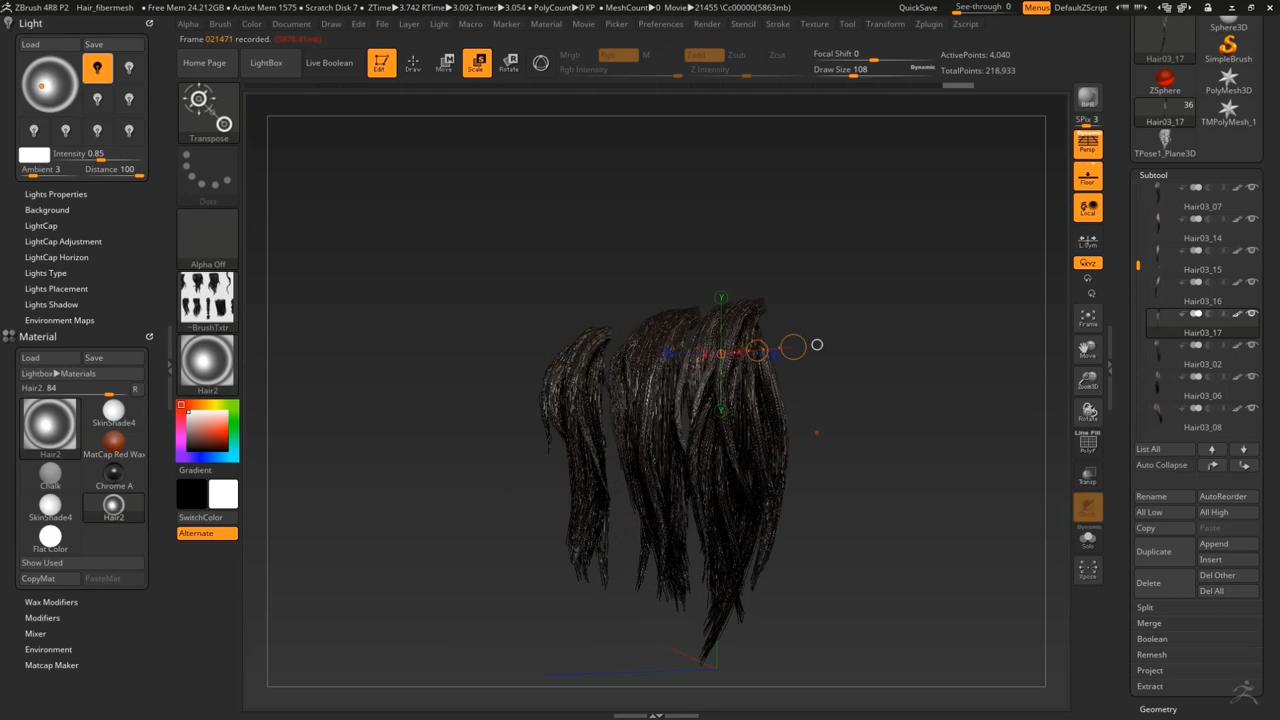 ZBrush 4R8 P2 Hair_fibermesh • Free Mem 24.212GB • Active Mem 1575 • Scratch Disk 7 • ZTime▶3.742 RTime▶3.092 Timer▶3.054 • PolyCount▶0 KP • MeshCount▶0 QuickSave See-through 0 Menus DefaultZScript
Light
Alpha Brush Color Document Draw Edit File Layer Light Macro Marker Material Movie Picker Preferences Render Stencil Stroke Texture Tool Transform Zplugin Zscript
Frame 021471 recorded.
Load Save
Home Page LightBox Live Boolean
Edit Draw Move Scale Rotate
Mrgb Rgb M
Rgb Intensity
Zadd Zsub Zcut
Z Intensity
Focal Shift 0
Draw Size 108 Dynamic
ActivePoints: 4,040
TotalPoints: 218,933
Intensity 0.85
Ambient 3 Distance 100
Lights Properties
Background
LightCap
LightCap Adjustment
LightCap Horizon
Lights Type
Lights Placement
Lights Shadow
Environment Maps
Material
Load Save
Lightbox▶Materials
Hair2. 84 R
Hair2
SkinShade4
MatCap Red Wax
Chalk
Chrome A
SkinShade4
Hair2
Flat Color
Show Used
CopyMat PasteMat
Wax Modifiers
Modifiers
Mixer
Environment
Matcap Maker
Transpose
Dots
Alpha Off
~BrushTxtr
Hair2
Gradient
SwitchColor
Alternate
Y
Y
BPR
SPix 3
Dynamic
Persp
Floor
Local
L.Sym
XYZ
Frame
Move
Zoom3D
Rotate
Line Fill
PolyF
Transp
Dynamic
Solo
Xpose
Sphere3D
Hair03_17
SimpleBrush
ZSphere
PolyMesh3D
36
Hair03_17
TMPolyMesh_1
TPose1_Plane3D
Subtool
Hair03_07
Hair03_14
Hair03_15
Hair03_16
Hair03_17
Hair03_02
Hair03_06
Hair03_08
List All
Auto Collapse
Rename AutoReorder
All Low All High
Copy Paste
Duplicate Append
Insert
Delete Del Other
Del All
Split
Merge
Boolean
Remesh
Project
Extract
Geometry